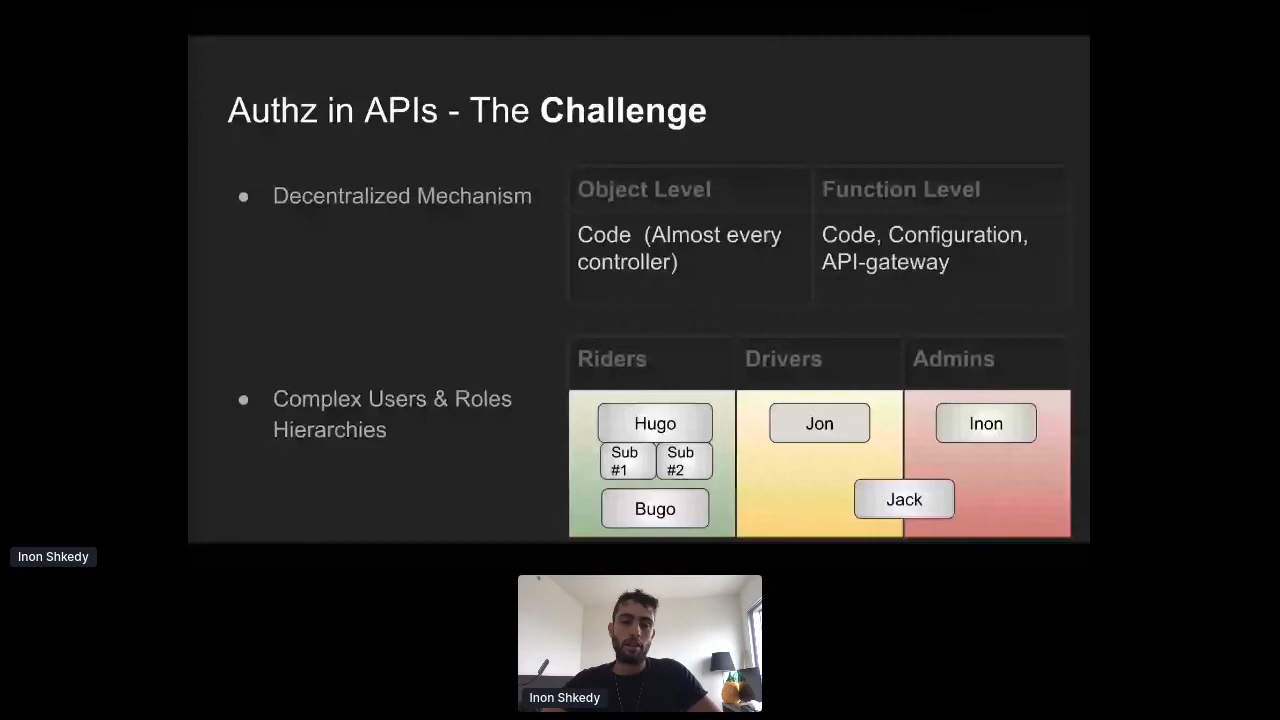 Authz in APIs - The Challenge
● Decentralized Mechanism
Object Level
Function Level
Code (Almost every
controller)
Code, Configuration,
API-gateway
● Complex Users & Roles
Hierarchies
Riders
Drivers
Admins
Hugo
Sub
#1
Sub
#2
Bugo
Jon
Inon
Jack
Inon Shkedy
Inon Shkedy